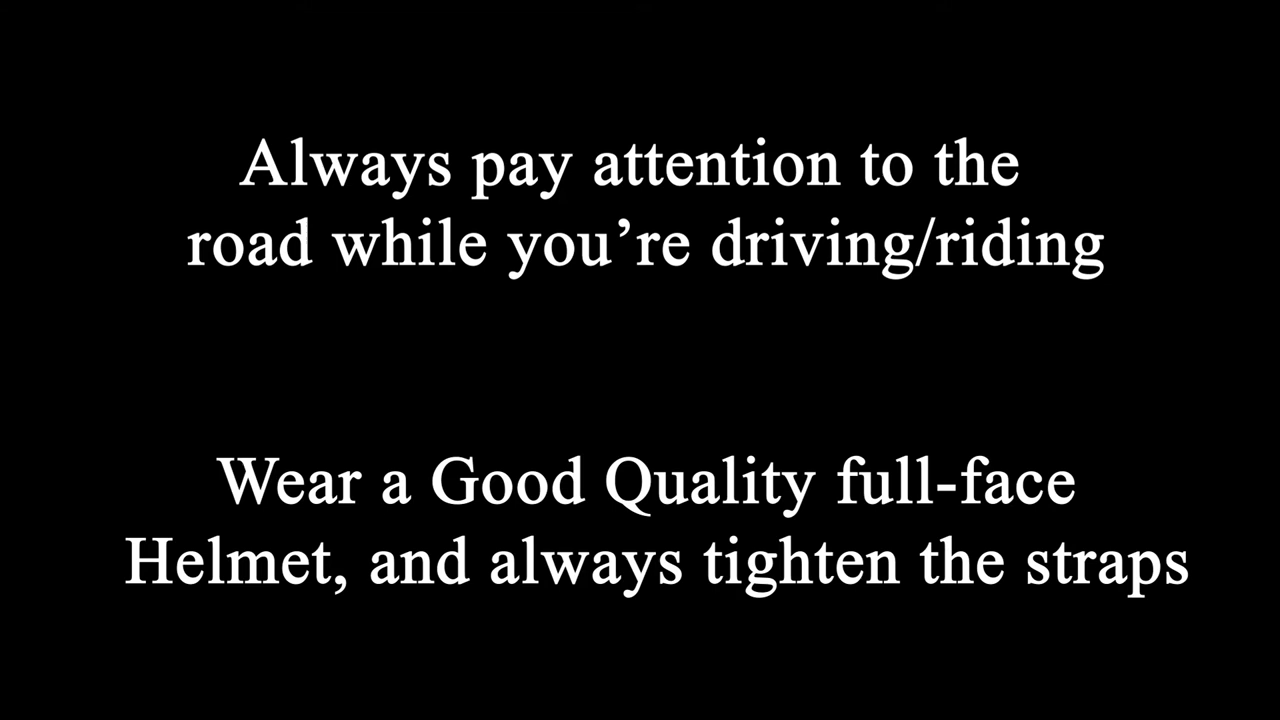 Always pay attention to the
road while you’re driving/riding
Wear a Good Quality full-face
Helmet, and always tighten the straps